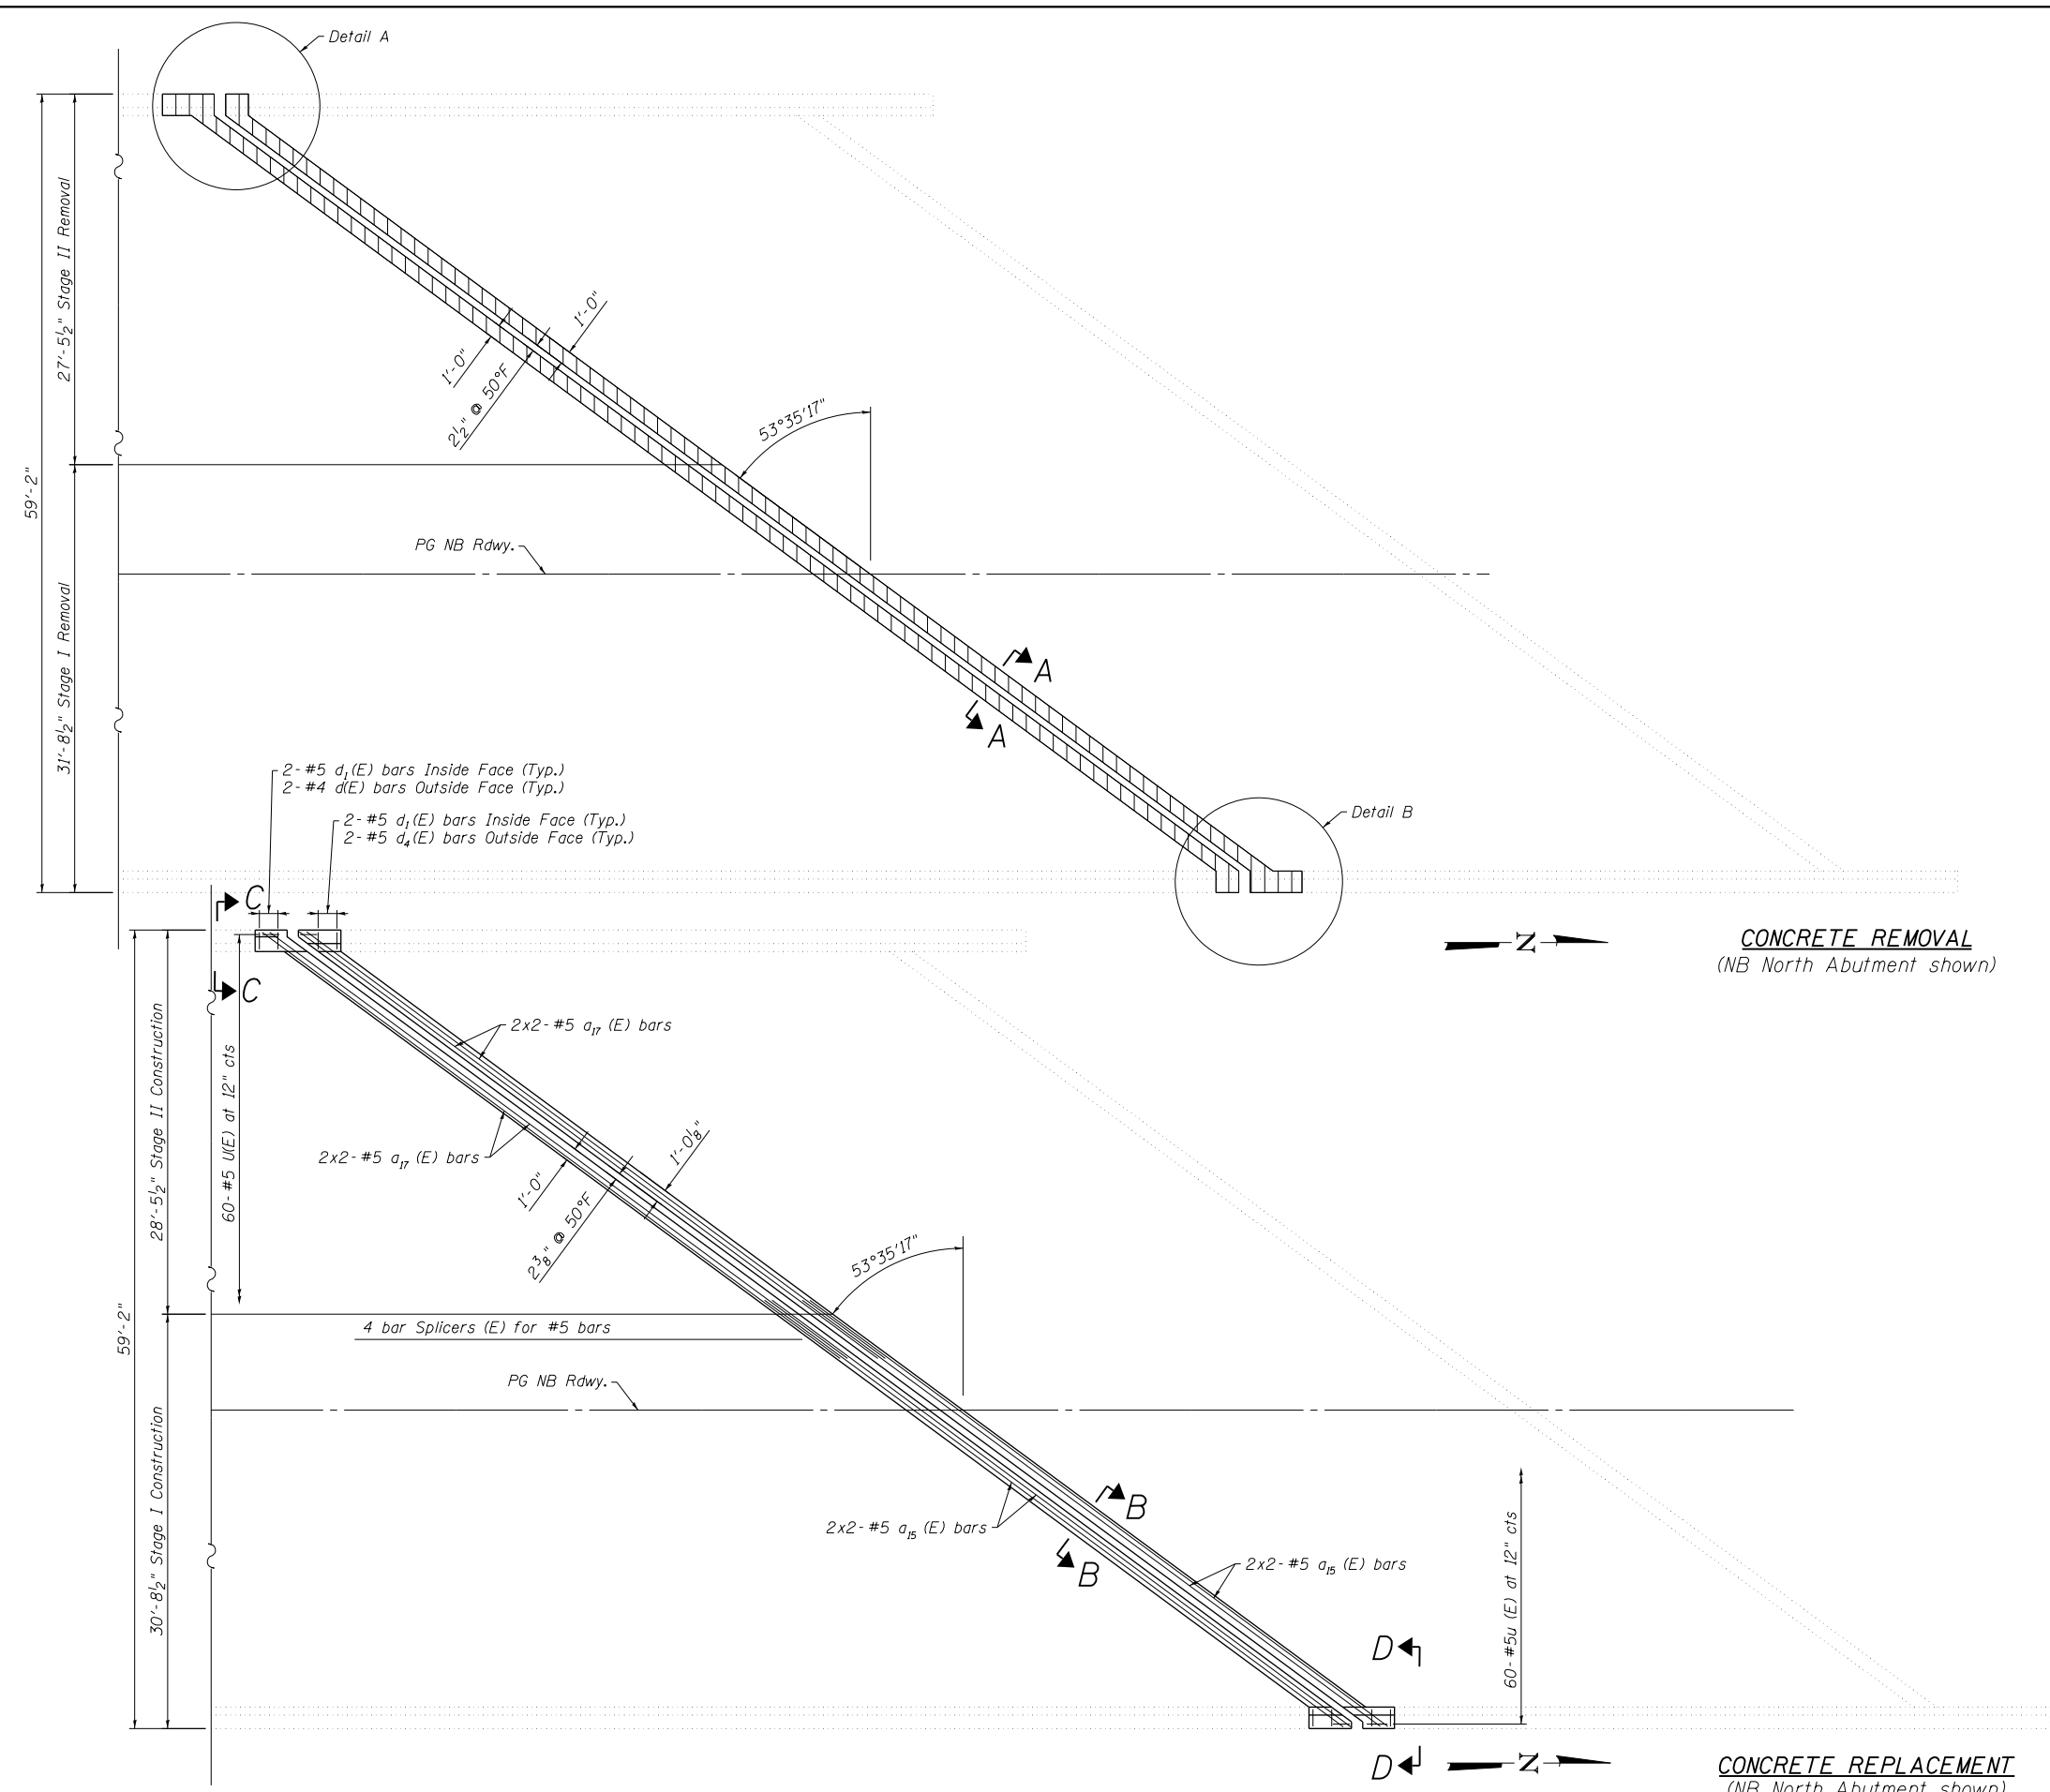 Detail A
27'-5½" Stage II Removal
59'-2"
31'-8½" Stage I Removal
1'-0"
1'-0"
2½" @ 50°F
53°35'17"
PG NB Rdwy.
A
A
Detail B
N
CONCRETE REMOVAL
(NB North Abutment shown)
2-#5 d₁(E) bars Inside Face (Typ.)
2-#4 d(E) bars Outside Face (Typ.)
2-#5 d₁(E) bars Inside Face (Typ.)
2-#5 d₄(E) bars Outside Face (Typ.)
C
C
28'-5½" Stage II Construction
60-#5 U(E) at 12" cts
59'-2"
30'-8½" Stage I Construction
2x2-#5 a₁₇ (E) bars
2x2-#5 a₁₇ (E) bars
1'-0⅛"
1'-0"
2⅜" @ 50°F
53°35'17"
4 bar Splicers (E) for #5 bars
PG NB Rdwy.
B
B
2x2-#5 a₁₅ (E) bars
2x2-#5 a₁₅ (E) bars
60-#5u (E) at 12" cts
D
D
N
CONCRETE REPLACEMENT
(NB North Abutment shown)